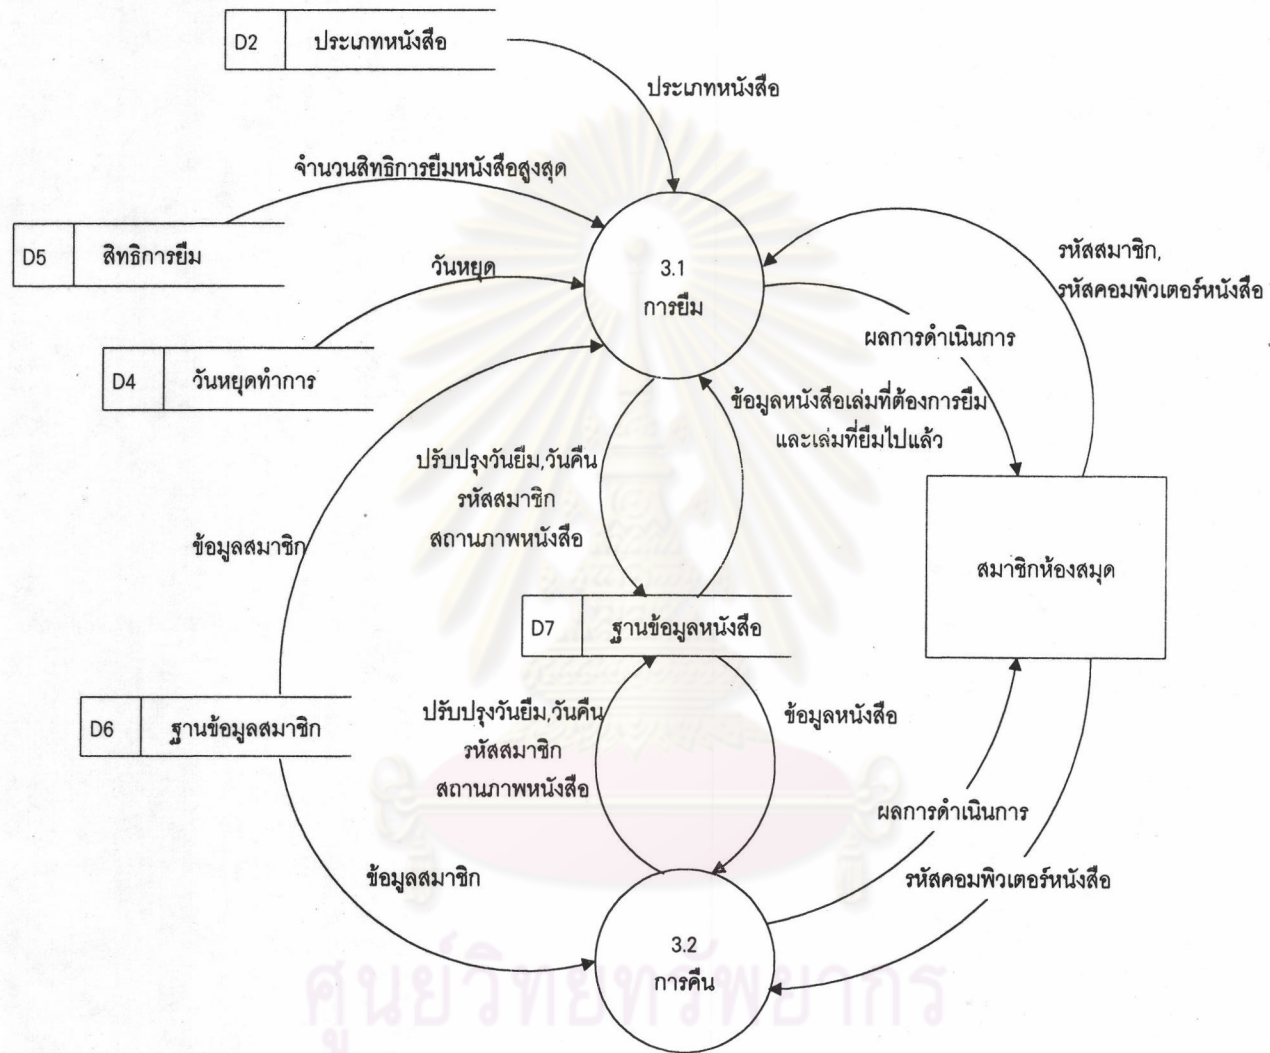 D2 ประเภทหนังสือ
ประเภทหนังสือ
จำนวนสิทธิการยืมหนังสือสูงสุด
D5 สิทธิการยืม
วันหยุด
3.1
การยืม
รหัสสมาชิก,
รหัสคอมพิวเตอร์หนังสือ
ผลการดำเนินการ
D4 วันหยุดทำการ
ข้อมูลหนังสือเล่มที่ต้องการยืม
และเล่มที่ยืมไปแล้ว
ปรับปรุงวันยืม,วันคืน
รหัสสมาชิก
สถานภาพหนังสือ
ข้อมูลสมาชิก
สมาชิกห้องสมุด
D7 ฐานข้อมูลหนังสือ
D6 ฐานข้อมูลสมาชิก
ปรับปรุงวันยืม,วันคืน
รหัสสมาชิก
สถานภาพหนังสือ
ข้อมูลหนังสือ
ผลการดำเนินการ
ข้อมูลสมาชิก
รหัสคอมพิวเตอร์หนังสือ
3.2
การคืน
ศูนย์วิทยทรัพยากร